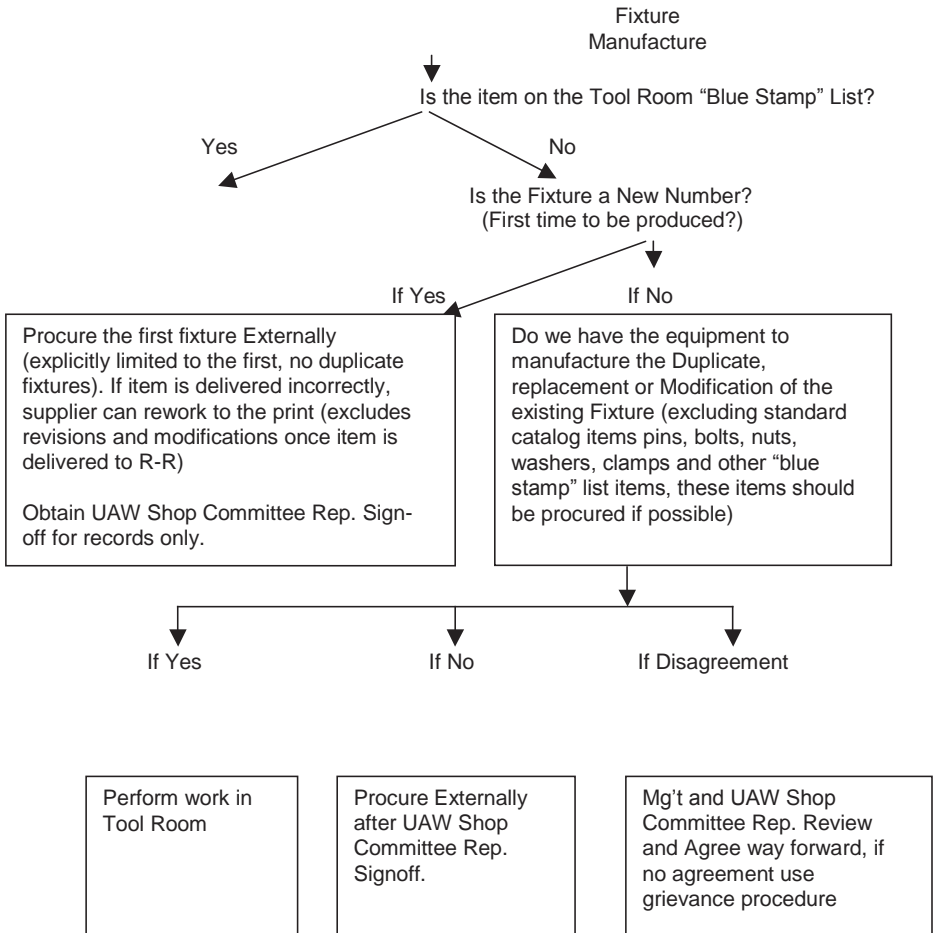 Fixture
Manufacture
Is the item on the Tool Room “Blue Stamp” List?
Yes
No
Is the Fixture a New Number?
(First time to be produced?)
If Yes
If No
Procure the first fixture Externally
(explicitly limited to the first, no duplicate
fixtures). If item is delivered incorrectly,
supplier can rework to the print (excludes
revisions and modifications once item is
delivered to R-R)
Obtain UAW Shop Committee Rep. Sign-
off for records only.
Do we have the equipment to
manufacture the Duplicate,
replacement or Modification of the
existing Fixture (excluding standard
catalog items pins, bolts, nuts,
washers, clamps and other “blue
stamp” list items, these items should
be procured if possible)
If Yes
If No
If Disagreement
Perform work in
Tool Room
Procure Externally
after UAW Shop
Committee Rep.
Signoff.
Mg’t and UAW Shop
Committee Rep. Review
and Agree way forward, if
no agreement use
grievance procedure